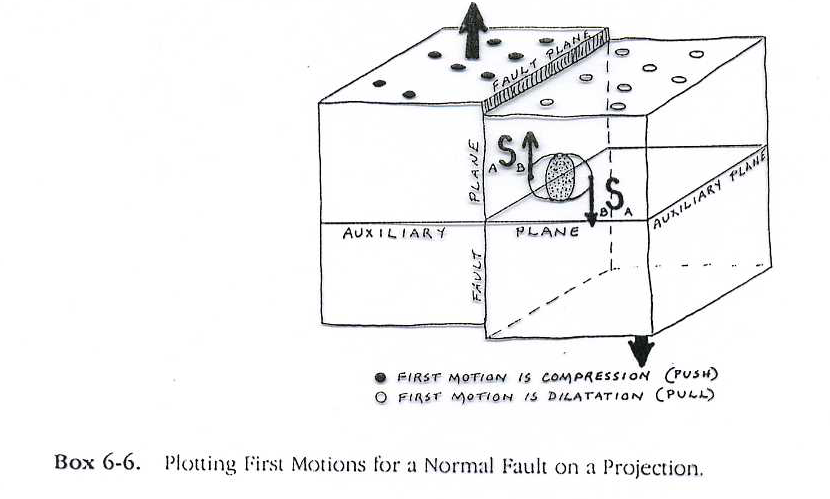 FAULT PLANE
PLANE
A S B
S
B A
AUXILIARY PLANE
AUXILIARY PLANE
FAULT
● FIRST MOTION IS COMPRESSION (PUSH)
○ FIRST MOTION IS DILATATION (PULL)
Box 6-6. Plotting First Motions for a Normal Fault on a Projection.